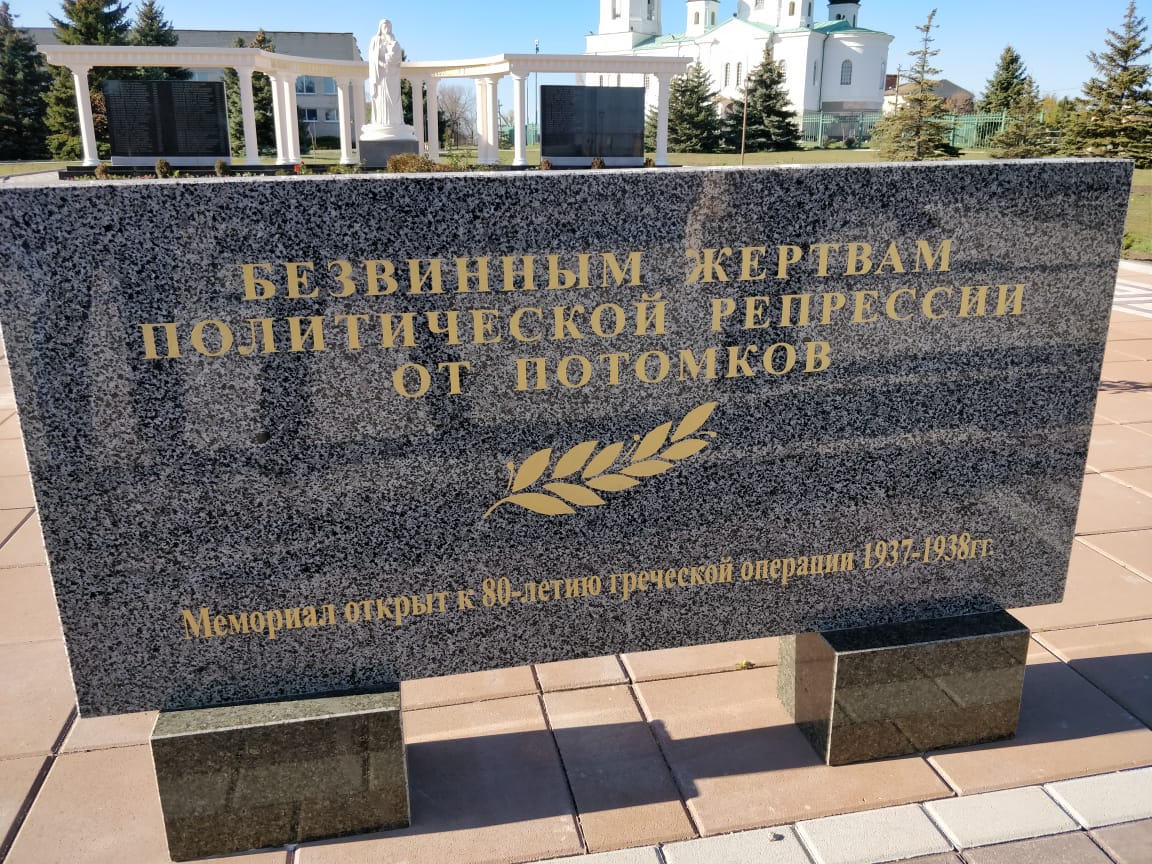 БЕЗВИННЫМ ЖЕРТВАМ
ПОЛИТИЧЕСКОЙ РЕПРЕССИИ
ОТ ПОТОМКОВ
Мемориал открыт к 80-летию греческой операции 1937-1938гг.